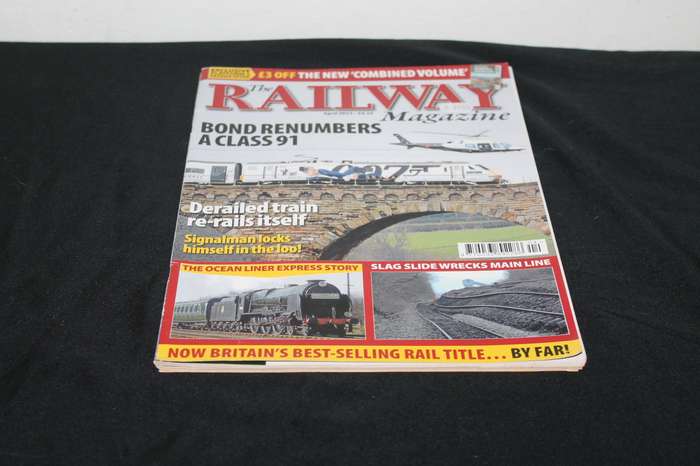 £3 OFF THE NEW 'COMBINED VOLUME'
The
RAILWAY
Magazine
BOND RENUMBERS
A CLASS 91
007
Derailed train
re-rails itself
Signalman locks
himself in the loo!
THE OCEAN LINER EXPRESS STORY
SLAG SLIDE WRECKS MAIN LINE
NOW BRITAIN'S BEST-SELLING RAIL TITLE... BY FAR!